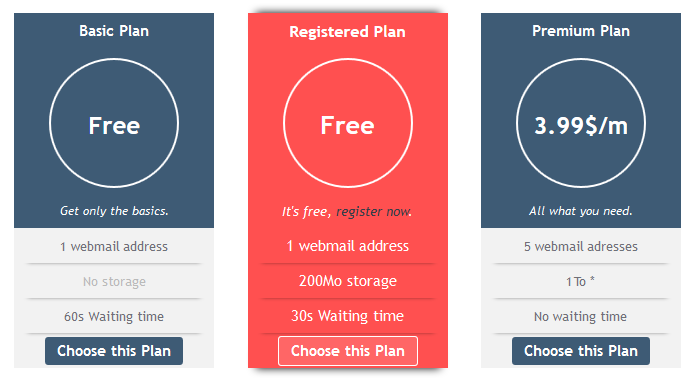 Basic Plan
Free
Get only the basics.
1 webmail address
No storage
60s Waiting time
Choose this Plan
Registered Plan
Free
It's free, register now.
1 webmail address
200Mo storage
30s Waiting time
Choose this Plan
Premium Plan
3.99$/m
All what you need.
5 webmail adresses
1To *
No waiting time
Choose this Plan